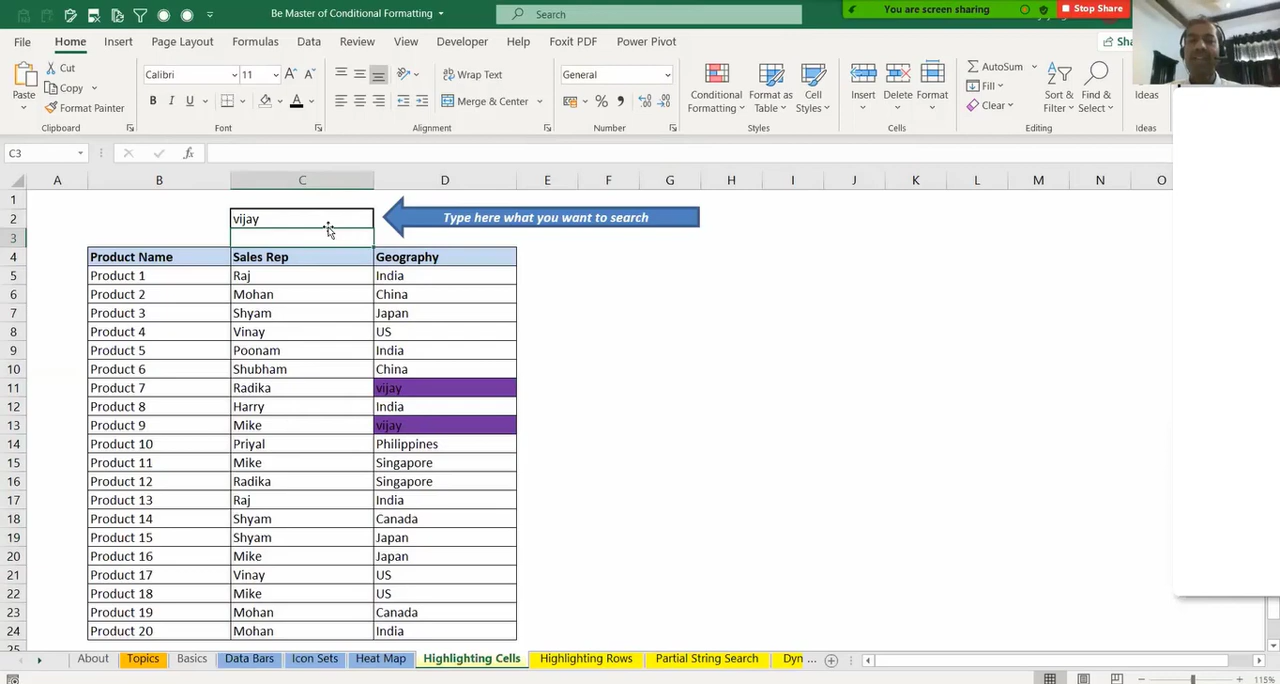 Be Master of Conditional Formatting
Search
You are screen sharing
Stop Share
File Home Insert Draw Page Layout Formulas Data Review View Developer Help Foxit PDF Power Pivot
Paste
Cut
Copy
Format Painter
Clipboard
Calibri 11
B I U
Font
Wrap Text
Merge & Center
Alignment
General
Number
Conditional Formatting
Format as Table
Cell Styles
Styles
Insert Delete Format
Cells
AutoSum
Fill
Clear
Sort & Filter
Find & Select
Editing
Ideas
Ideas
C3 fx
A B C D E F G H I J K L M N O
1
2 vijay Type here what you want to search
3
4 Product Name Sales Rep Geography
5 Product 1 Raj India
6 Product 2 Mohan China
7 Product 3 Shyam Japan
8 Product 4 Vinay US
9 Product 5 Poonam India
10 Product 6 Shubham China
11 Product 7 Radika vijay
12 Product 8 Harry India
13 Product 9 Mike vijay
14 Product 10 Priyal Philippines
15 Product 11 Mike Singapore
16 Product 12 Radika Singapore
17 Product 13 Raj India
18 Product 14 Shyam Canada
19 Product 15 Shyam Japan
20 Product 16 Mike Japan
21 Product 17 Vinay US
22 Product 18 Mike US
23 Product 19 Mohan Canada
24 Product 20 Mohan India
25
About Topics Basics Data Bars Icon Sets Heat Map Highlighting Cells Highlighting Rows Partial String Search Dyn ...
115%